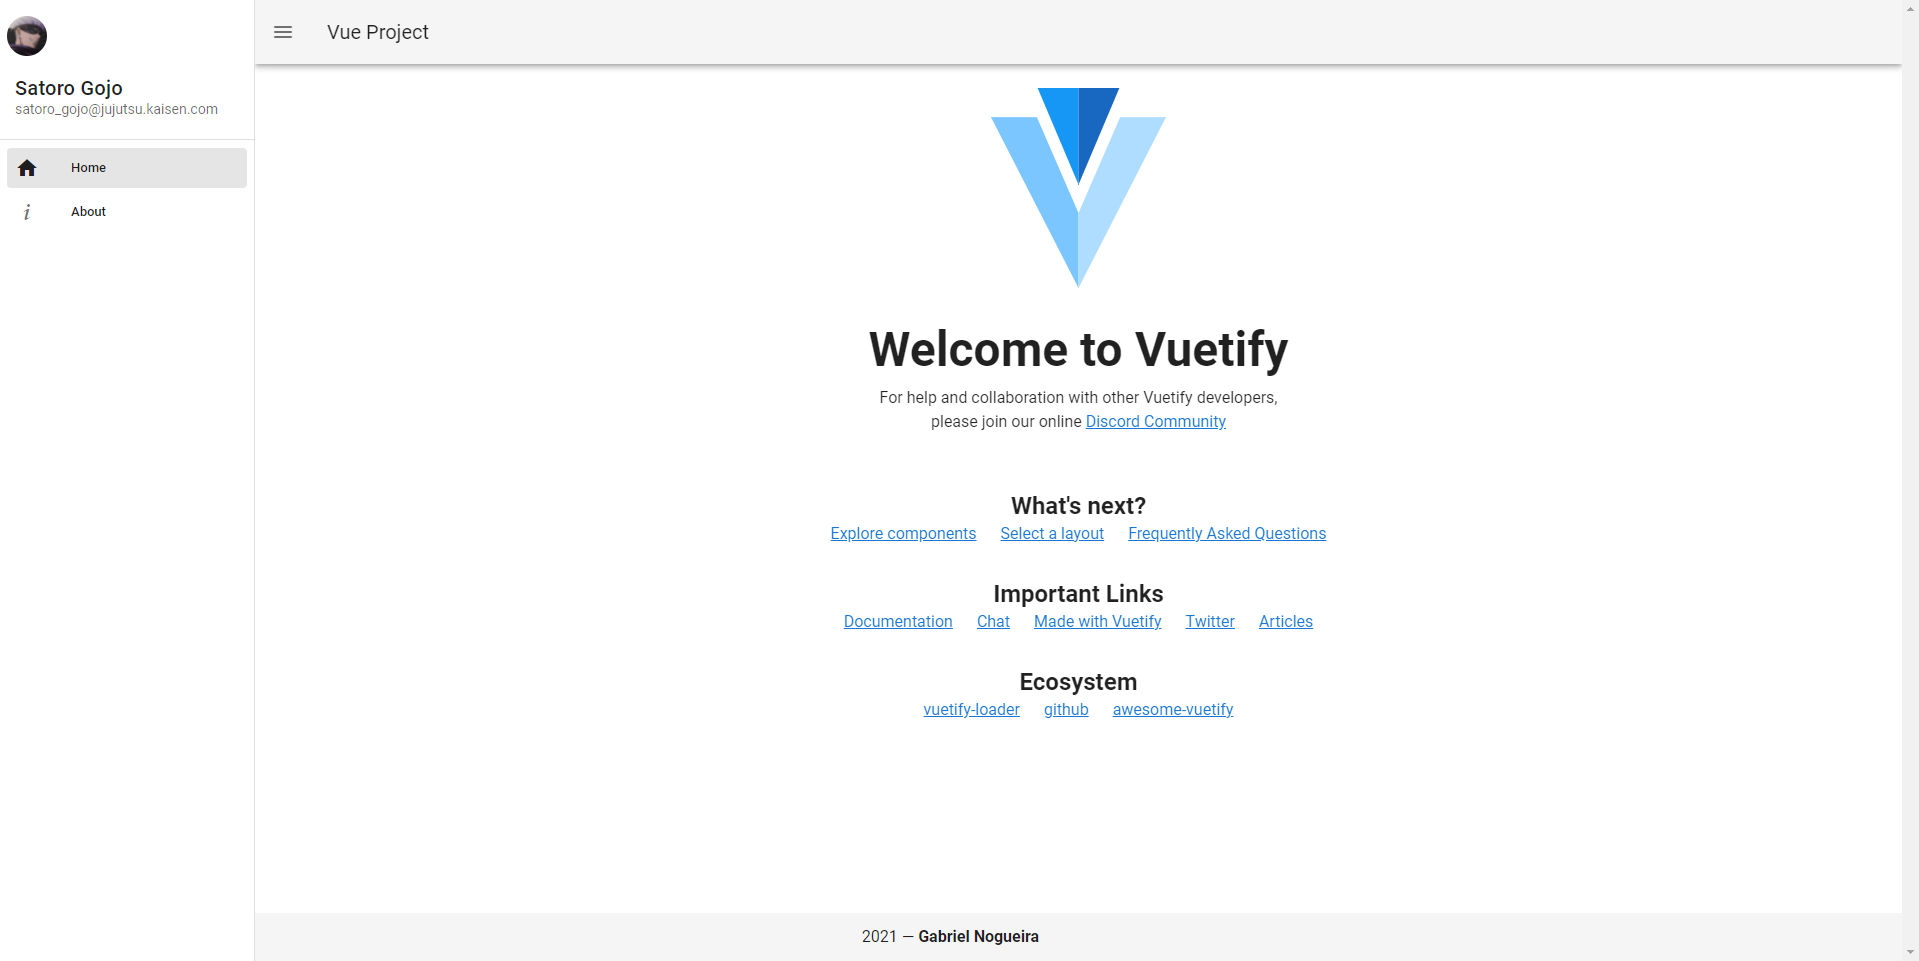 Satoro Gojo
satoro_gojo@jujutsu.kaisen.com
Home
About
Vue Project
Welcome to Vuetify
For help and collaboration with other Vuetify developers,
please join our online Discord Community
What's next?
Explore components Select a layout Frequently Asked Questions
Important Links
Documentation Chat Made with Vuetify Twitter Articles
Ecosystem
vuetify-loader github awesome-vuetify
2021 — Gabriel Nogueira